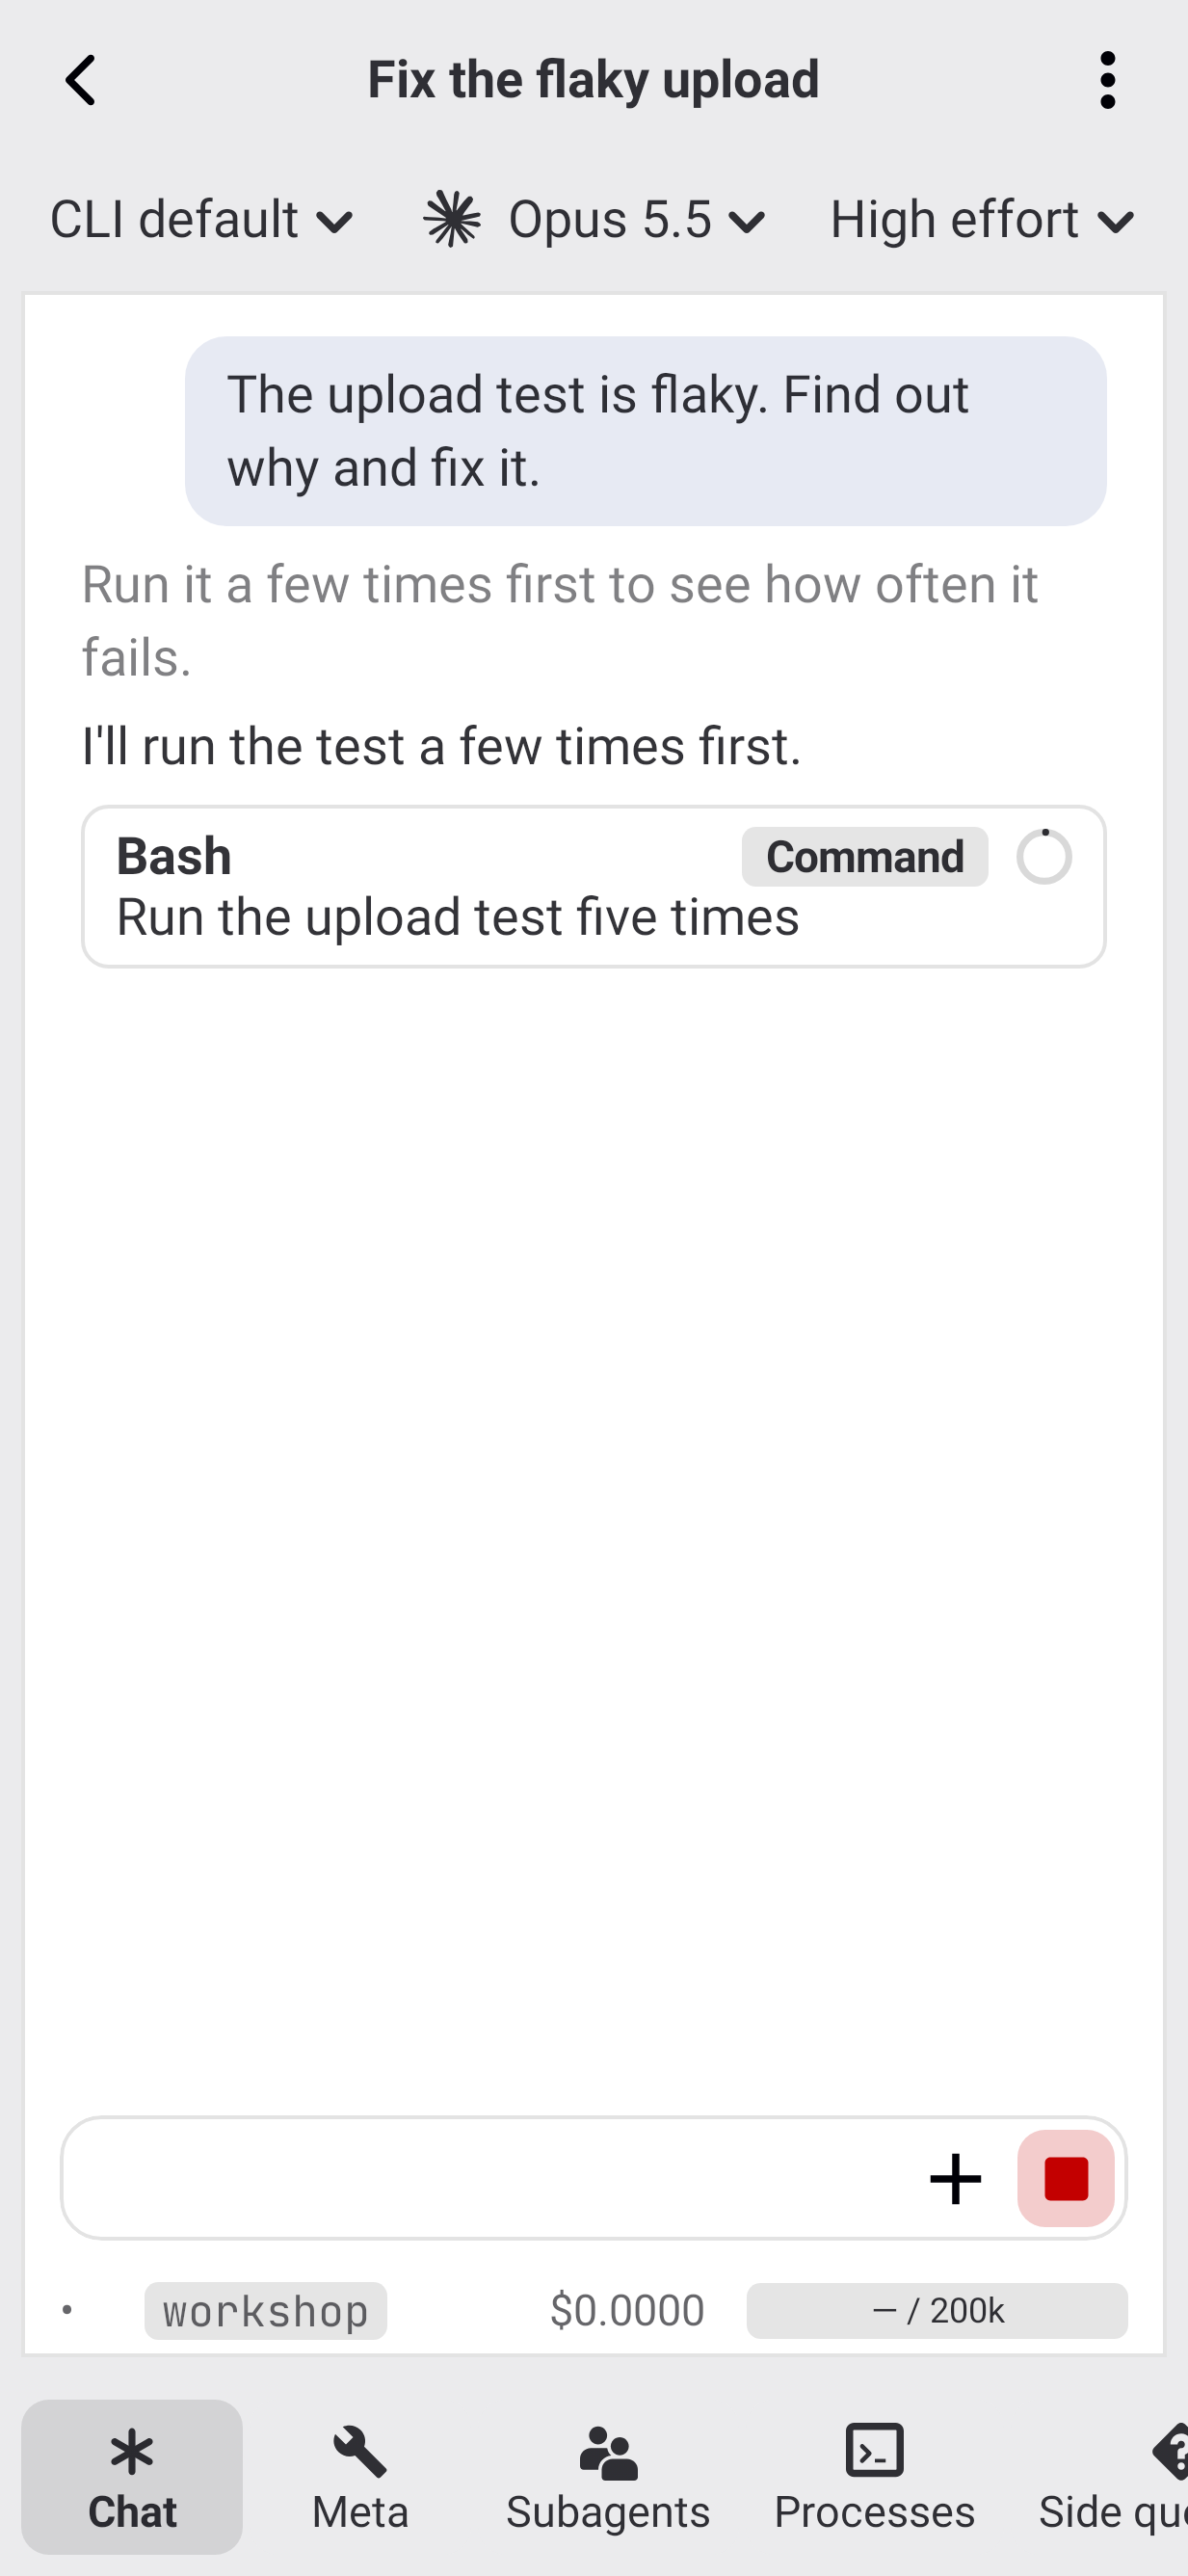 Fix the flaky upload
CLI default
Opus 5.5
High effort
The upload test is flaky. Find out
why and fix it.
Run it a few times first to see how often it
fails.
I'll run the test a few times first.
Bash
Command
Run the upload test five times
workshop
$0.0000
— / 200k
Chat
Meta
Subagents
Processes
Side que